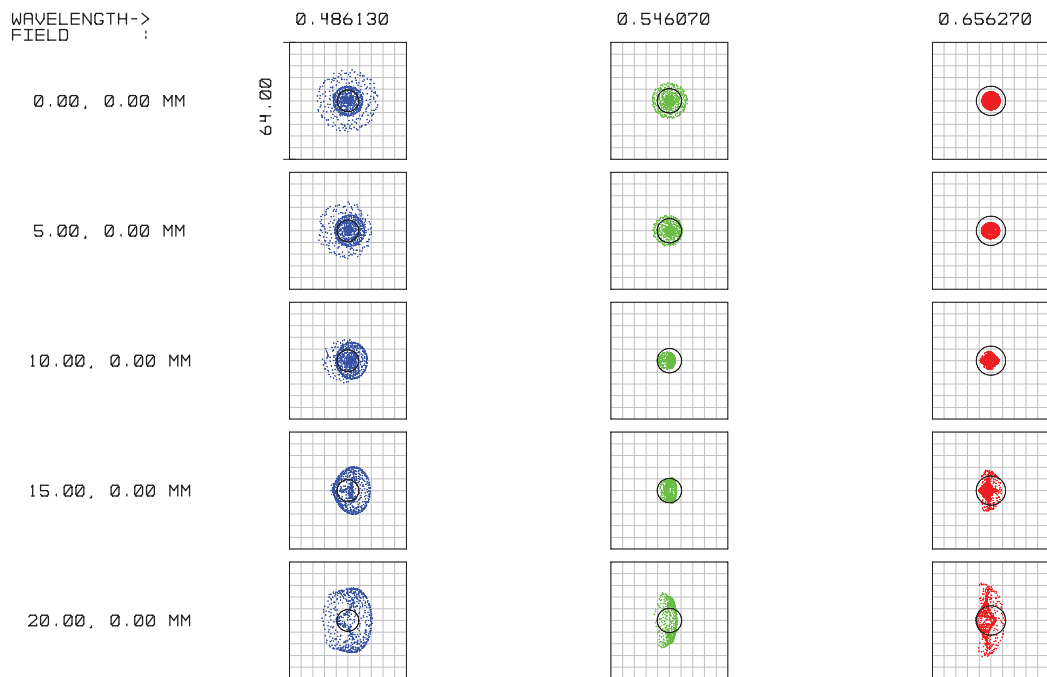 WAVELENGTH-> 0.486130 0.546070 0.656270
FIELD :
0.00, 0.00 MM
64.00
5.00, 0.00 MM
10.00, 0.00 MM
15.00, 0.00 MM
20.00, 0.00 MM